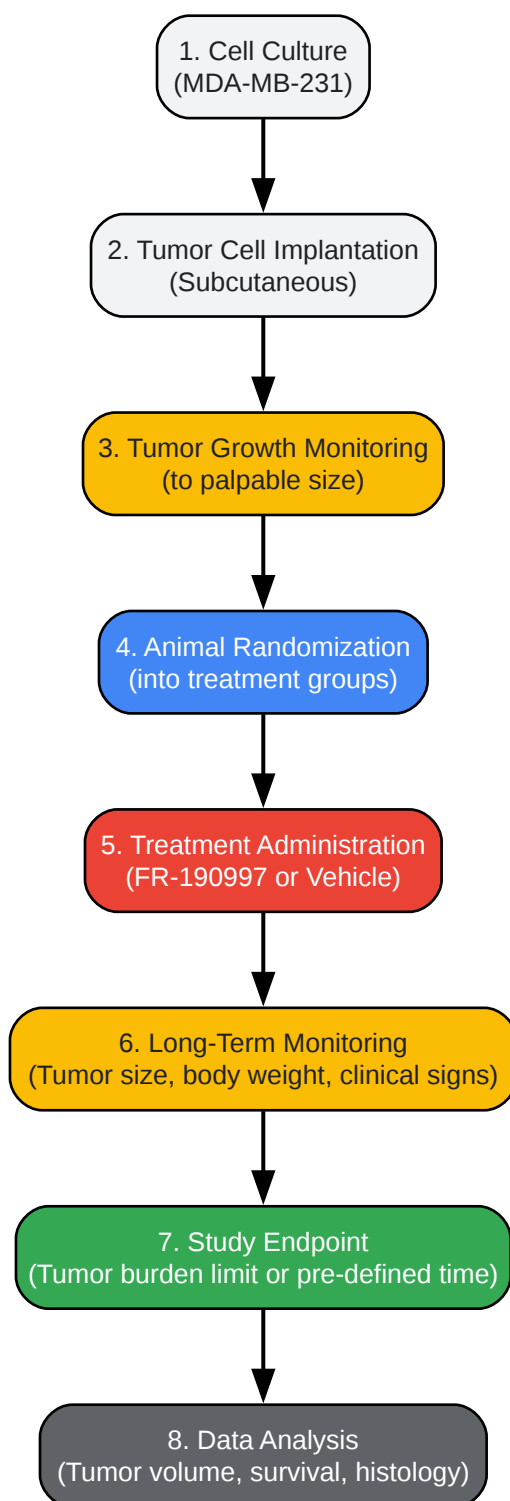 1. Cell Culture
(MDA-MB-231)
2. Tumor Cell Implantation
(Subcutaneous)
3. Tumor Growth Monitoring
(to palpable size)
4. Animal Randomization
(into treatment groups)
5. Treatment Administration
(FR-190997 or Vehicle)
6. Long-Term Monitoring
(Tumor size, body weight, clinical signs)
7. Study Endpoint
(Tumor burden limit or pre-defined time)
8. Data Analysis
(Tumor volume, survival, histology)